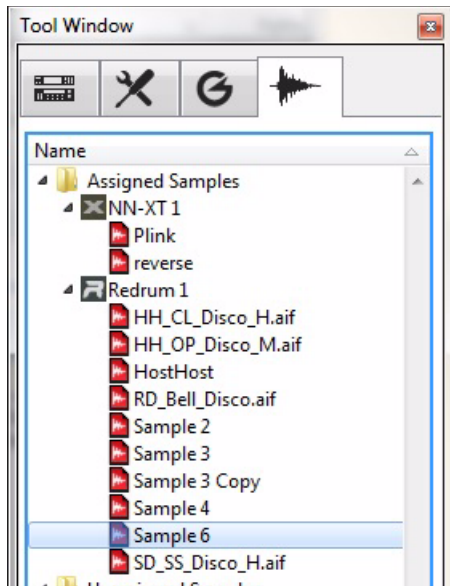 Tool Window
Name
Assigned Samples
NN-XT 1
Plink
reverse
Redrum 1
HH_CL_Disco_H.aif
HH_OP_Disco_M.aif
HostHost
RD_Bell_Disco.aif
Sample 2
Sample 3
Sample 3 Copy
Sample 4
Sample 6
SD_SS_Disco_H.aif